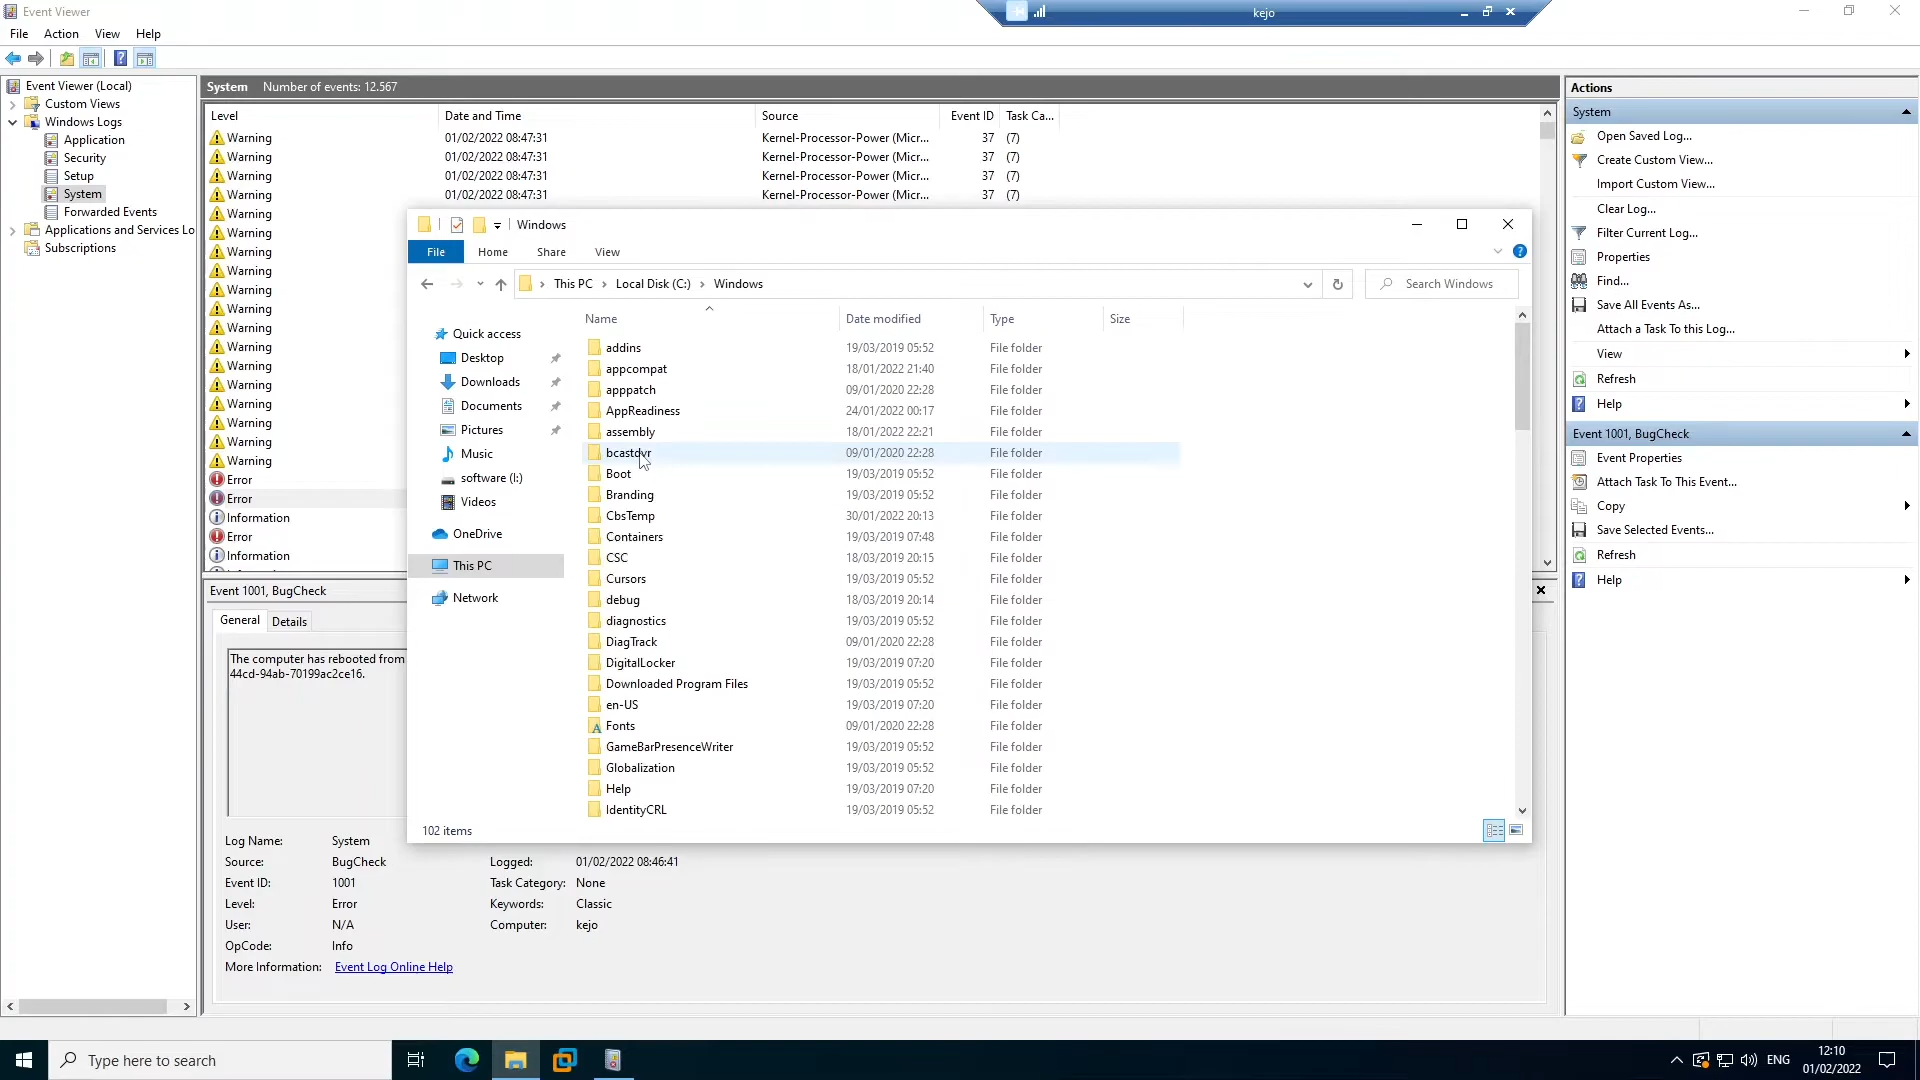 Event Viewer
kejo
File Action View Help
Event Viewer (Local)
Custom Views
Windows Logs
Application
Security
Setup
System
Forwarded Events
Applications and Services Lo
Subscriptions
System Number of events: 12.567
Level Date and Time Source Event ID Task Ca...
Warning 01/02/2022 08:47:31 Kernel-Processor-Power (Micr... 37 (7)
Warning 01/02/2022 08:47:31 Kernel-Processor-Power (Micr... 37 (7)
Warning 01/02/2022 08:47:31 Kernel-Processor-Power (Micr... 37 (7)
Warning 01/02/2022 08:47:31 Kernel-Processor-Power (Micr... 37 (7)
Warning
Warning
Warning
Warning
Warning
Warning
Warning
Warning
Warning
Warning
Warning
Warning
Warning
Warning
Error
Error
Information
Error
Information
Windows
File Home Share View
This PC Local Disk (C:) Windows
Search Windows
Quick access
Desktop
Downloads
Documents
Pictures
Music
software (I:)
Videos
OneDrive
This PC
Network
Name Date modified Type Size
addins 19/03/2019 05:52 File folder
appcompat 18/01/2022 21:40 File folder
apppatch 09/01/2020 22:28 File folder
AppReadiness 24/01/2022 00:17 File folder
assembly 18/01/2022 22:21 File folder
bcastdvr 09/01/2020 22:28 File folder
Boot 19/03/2019 05:52 File folder
Branding 19/03/2019 05:52 File folder
CbsTemp 30/01/2022 20:13 File folder
Containers 19/03/2019 07:48 File folder
CSC 18/03/2019 20:15 File folder
Cursors 19/03/2019 05:52 File folder
debug 18/03/2019 20:14 File folder
diagnostics 19/03/2019 05:52 File folder
DiagTrack 09/01/2020 22:28 File folder
DigitalLocker 19/03/2019 07:20 File folder
Downloaded Program Files 19/03/2019 05:52 File folder
en-US 19/03/2019 07:20 File folder
Fonts 09/01/2020 22:28 File folder
GameBarPresenceWriter 19/03/2019 05:52 File folder
Globalization 19/03/2019 05:52 File folder
Help 19/03/2019 07:20 File folder
IdentityCRL 19/03/2019 05:52 File folder
102 items
Event 1001, BugCheck
General Details
The computer has rebooted from
44cd-94ab-70199ac2ce16.
Log Name: System
Source: BugCheck Logged: 01/02/2022 08:46:41
Event ID: 1001 Task Category: None
Level: Error Keywords: Classic
User: N/A Computer: kejo
OpCode: Info
More Information: Event Log Online Help
Actions
System
Open Saved Log...
Create Custom View...
Import Custom View...
Clear Log...
Filter Current Log...
Properties
Find...
Save All Events As...
Attach a Task To this Log...
View
Refresh
Help
Event 1001, BugCheck
Event Properties
Attach Task To This Event...
Copy
Save Selected Events...
Refresh
Help
Type here to search
ENG
12:10
01/02/2022